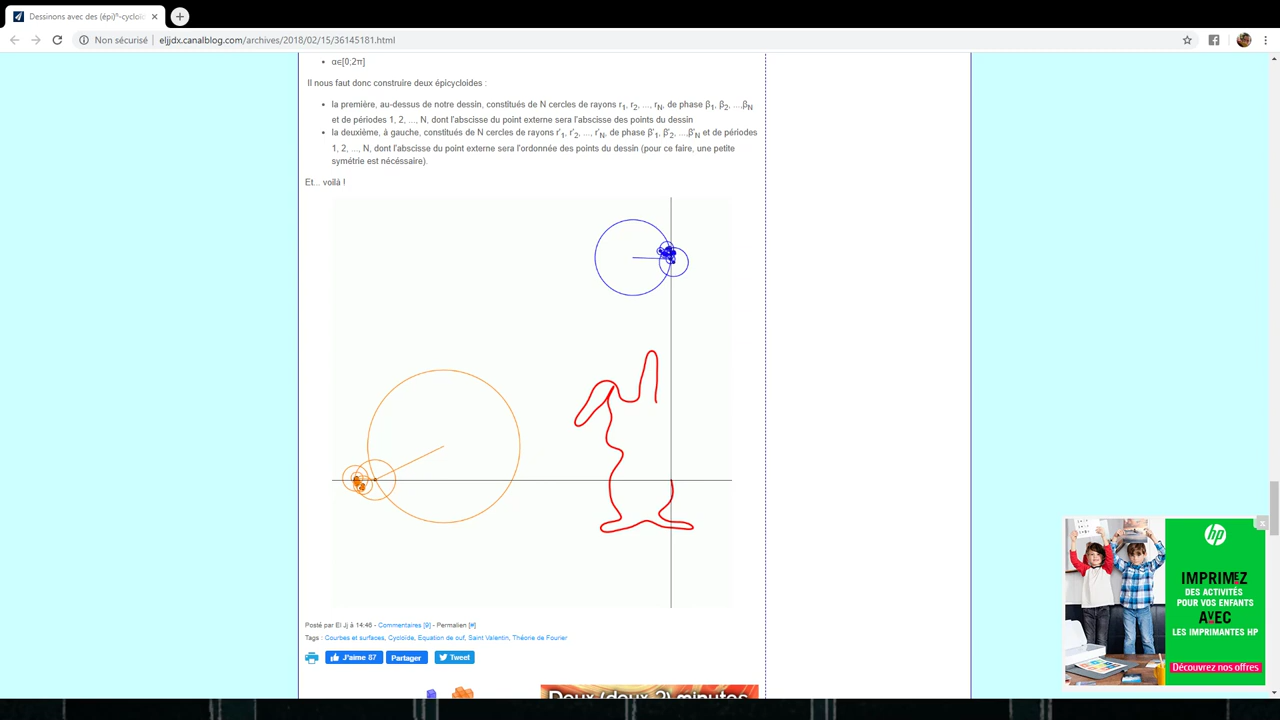 Dessinons avec des (épi)ⁿ-cycloï
Non sécurisé | eljjdx.canalblog.com/archives/2018/02/15/36145181.html
• α∈[0;2π]
Il nous faut donc construire deux épicycloides :
• la première, au-dessus de notre dessin, constitués de N cercles de rayons r1, r2, ..., rN, de phase β1, β2, ...,βN
et de périodes 1, 2, ..., N, dont l'abscisse du point externe sera l'abscisse des points du dessin
• la deuxième, à gauche, constitués de N cercles de rayons r'1, r'2, ..., r'N, de phase β'1, β'2, ...,β'N et de périodes
1, 2, ..., N, dont l'abscisse du point externe sera l'ordonnée des points du dessin (pour ce faire, une petite
symétrie est nécéssaire).
Et... voilà !
hp
IMPRIMEZ
DES ACTIVITÉS
POUR VOS ENFANTS
AVEC
LES IMPRIMANTES HP
Découvrez nos offres
Posté par El Jj à 14:46 - Commentaires [9] - Permalien [#]
Tags : Courbes et surfaces, Cycloïde, Equation de ouf, Saint Valentin, Théorie de Fourier
J'aime 87
Partager
Tweet
Deux (deux ?) minutes